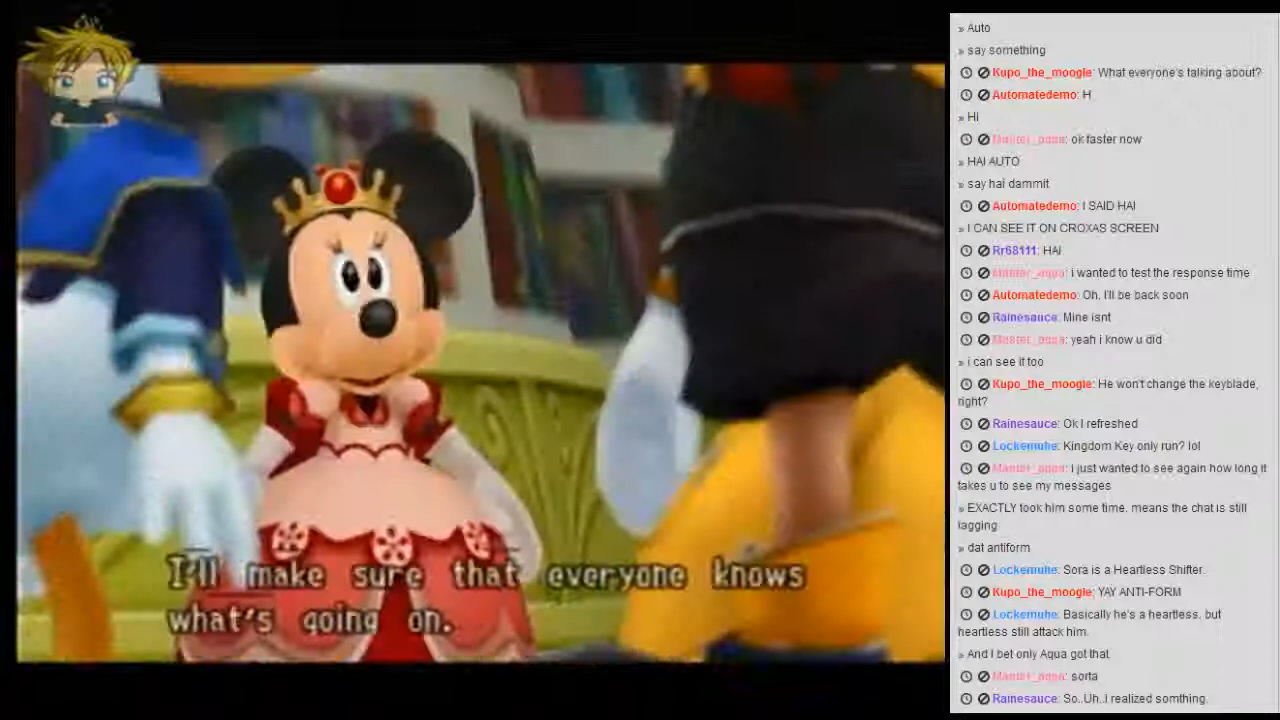 I'll make sure that everyone knows
what's going on.
» Auto
» say something
Kupo_the_moogle: What everyone's talking about?
Automatedemo: H
» Hi
Master_aqua: ok faster now
» HAI AUTO
» say hai dammit
Automatedemo: I SAID HAI
» I CAN SEE IT ON CROXAS SCREEN
Rr68111: HAI
Master_aqua: i wanted to test the response time
Automatedemo: Oh, I'll be back soon
Rainesauce: Mine isnt
Master_aqua: yeah i know u did
» i can see it too
Kupo_the_moogle: He won't change the keyblade,
right?
Rainesauce: Ok I refreshed
Lockemuhe: Kingdom Key only run? lol
Master_aqua: I just wanted to see again how long it
takes u to see my messages
» EXACTLY took him some time. means the chat is still
lagging
» dat antiform
Lockemuhe: Sora is a Heartless Shifter.
Kupo_the_moogle: YAY ANTI-FORM
Lockemuhe: Basically he's a heartless, but
heartless still attack him.
» And I bet only Aqua got that
Master_aqua: sorta
Rainesauce: So..Uh..I realized somthing.